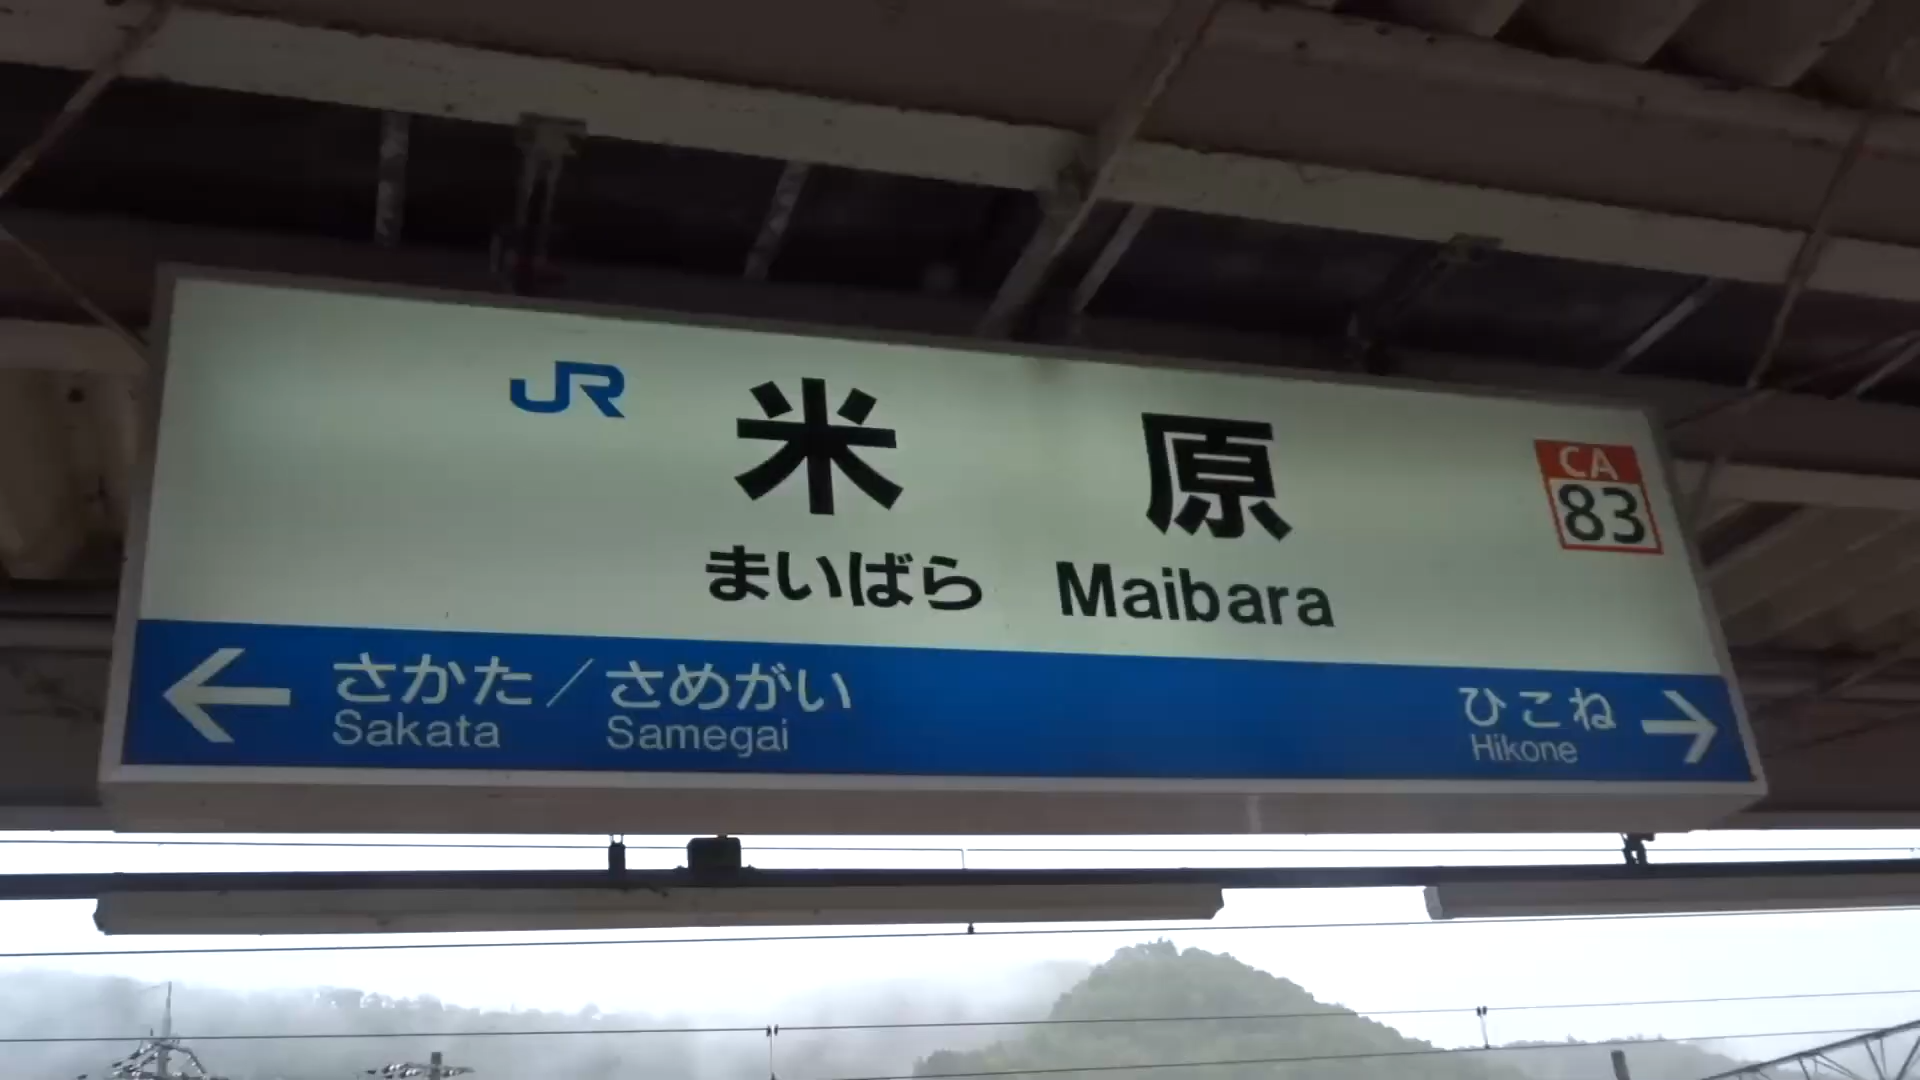 JR 米原
まいばら Maibara
CA
83
← さかた／さめがい
Sakata Samegai
ひこね →
Hikone